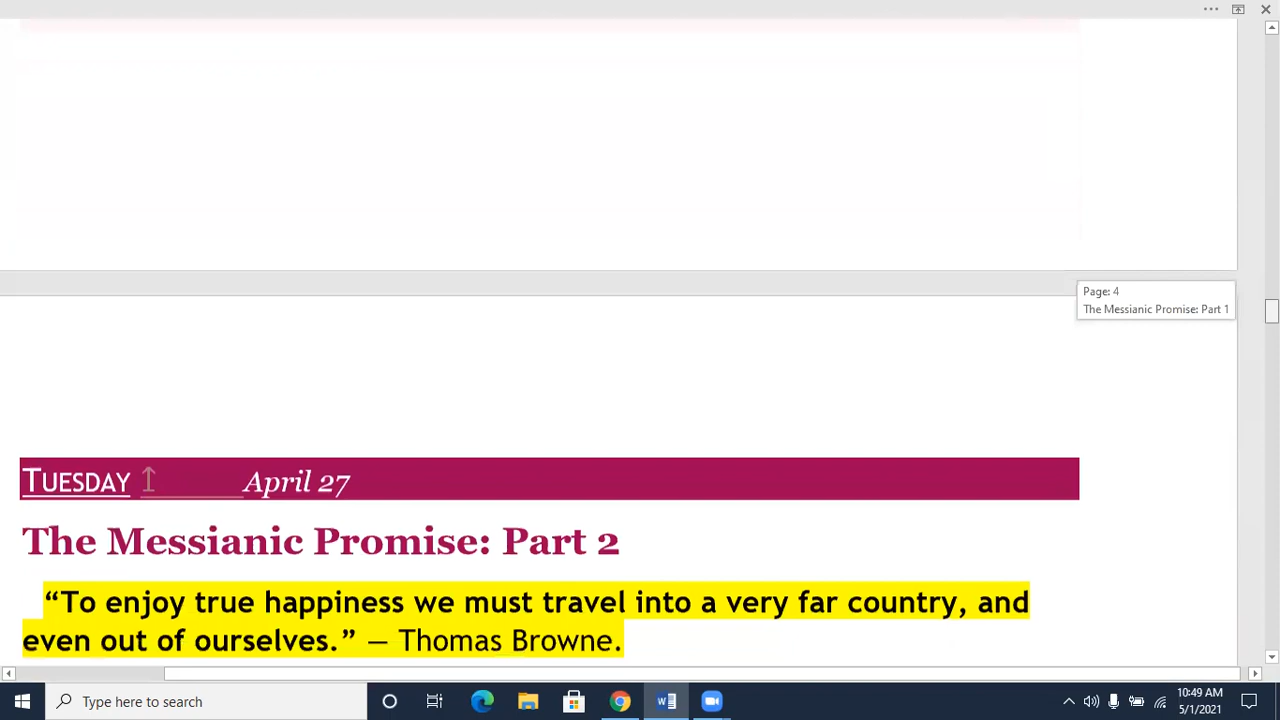 Page: 4
The Messianic Promise: Part 1
TUESDAY April 27
The Messianic Promise: Part 2
“To enjoy true happiness we must travel into a very far country, and
even out of ourselves.” — Thomas Browne.
Type here to search
10:49 AM
5/1/2021